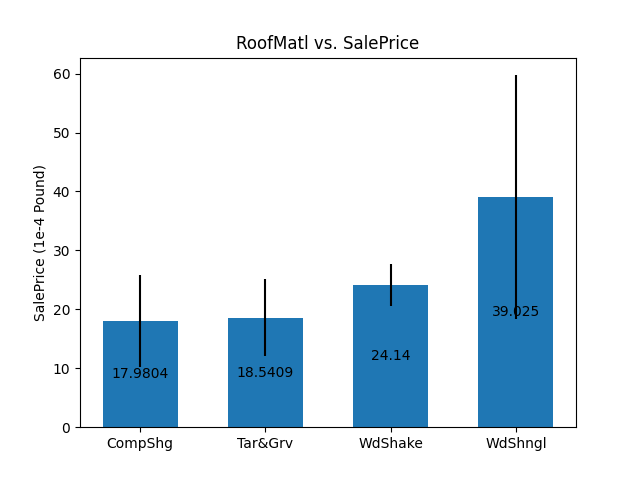 RoofMatl vs. SalePrice
SalePrice (1e-4 Pound)
60
50
40
30
20
10
0
17.9804
18.5409
24.14
39.025
CompShg
Tar&Grv
WdShake
WdShngl